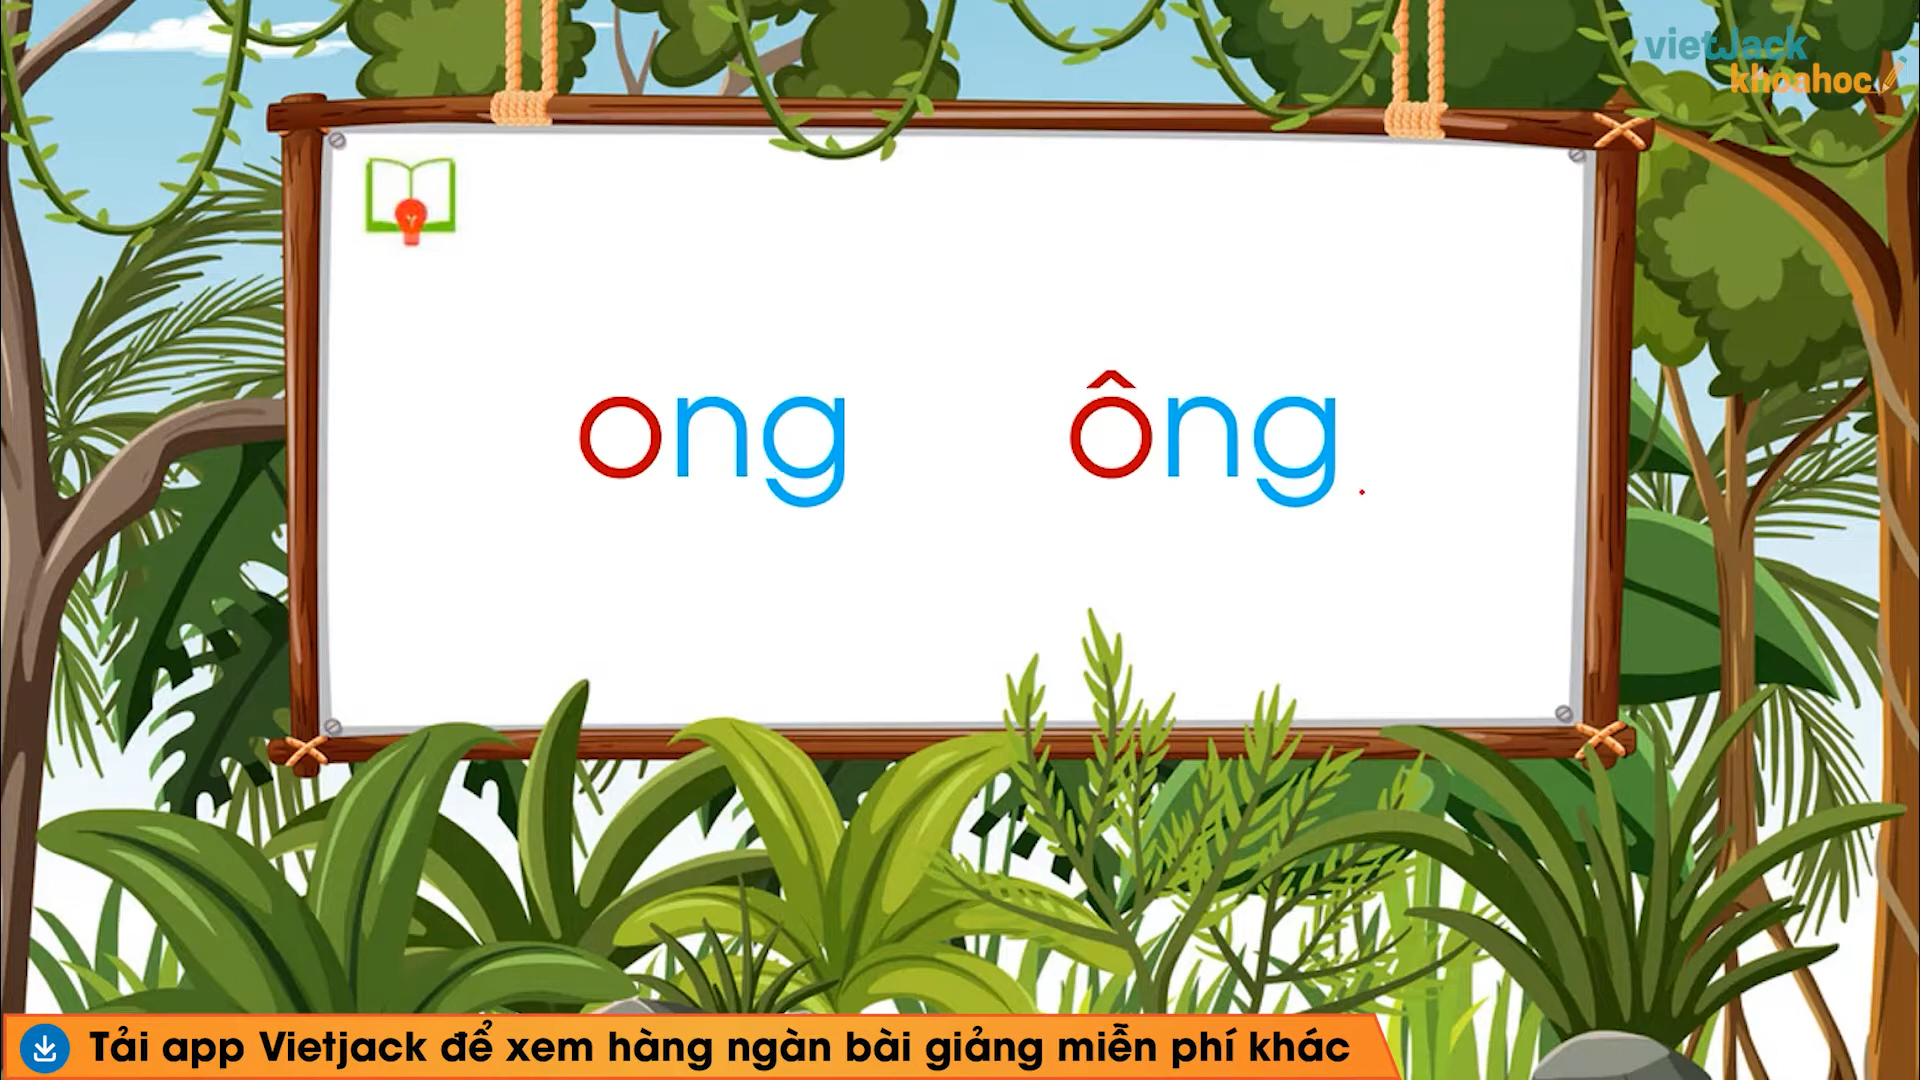 vietJack
khoahoc
ong ông
Tải app Vietjack để xem hàng ngàn bài giảng miễn phí khác